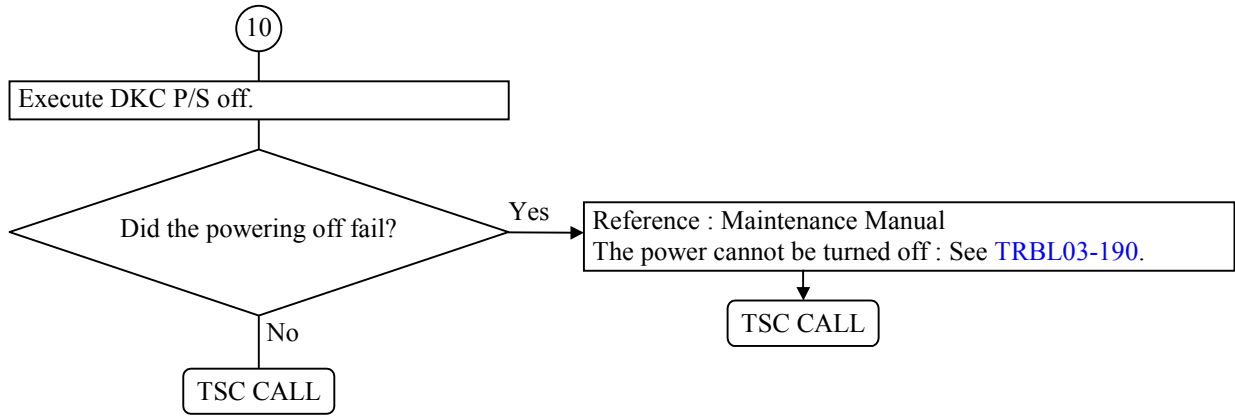 10
Execute DKC P/S off.
Did the powering off fail?
Yes
Reference : Maintenance Manual
The power cannot be turned off : See TRBL03-190.
TSC CALL
No
TSC CALL